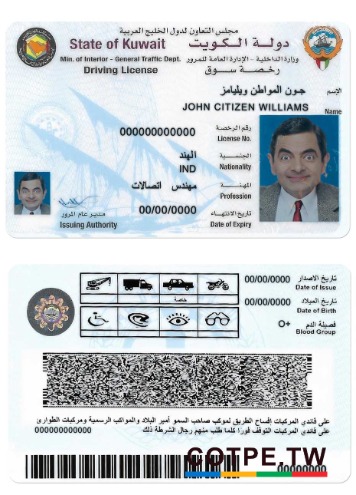 مجلس التعاون لدول الخليج العربية
State of Kuwait دولة الكويت
Min. of Interior - General Traffic Dept. وزارة الداخلية - الإدارة العامة للمرور
Driving License رخصة سوق
الإسم جون المواطن ويليامز
JOHN CITIZEN WILLIAMS
Name
000000000000 رقم الرخصة
License No.
الهند الجنسية
IND Nationality
مهندس اتصالات المهنة
Profession
00/00/0000 تاريخ الانتهاء
Date of Expiry
مدير عام المرور
Issuing Authority
00/00/0000 تاريخ الاصدار
Date of Issue
خاصة
00/00/0000 تاريخ الميلاد
Date of Birth
O+ فصيلة الدم
Blood Group
على قائدي المركبات إفساح الطريق لموكب صاحب السمو أمير البلاد والمواكب الرسمية ومركبات الطوارئ
على قائدي المركبات التوقف فورا كلما طلب منهم رجال الشرطة ذلك
000000000000
COTPE.TW
00000000